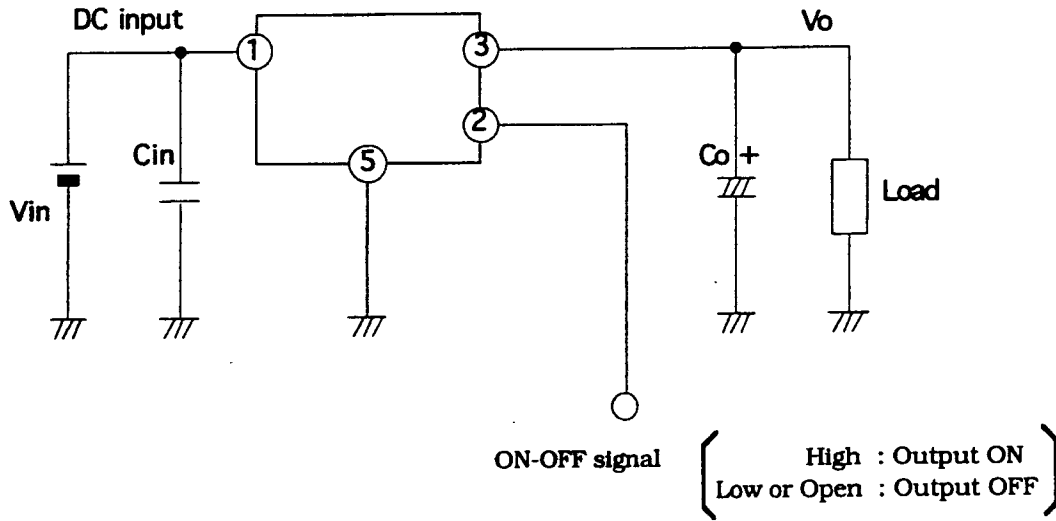 DC input
Vo
1
3
2
5
Cin
Co +
Vin
Load
ON-OFF signal
High : Output ON
Low or Open : Output OFF